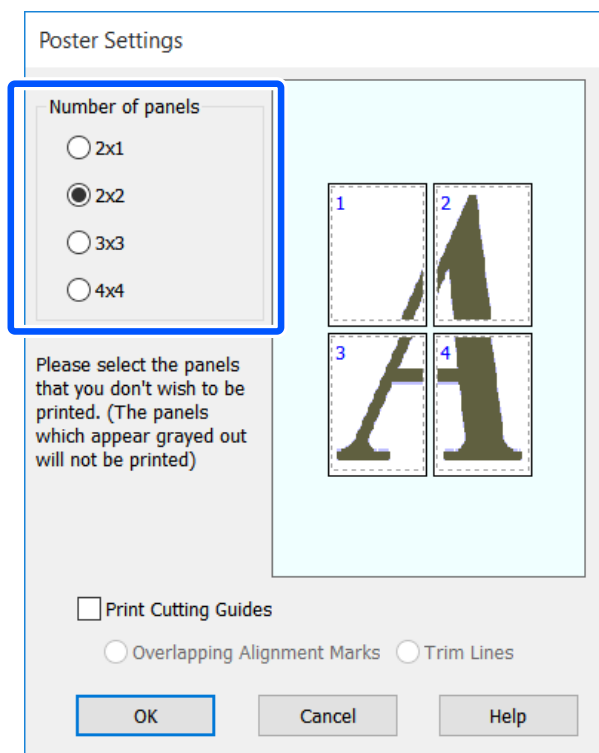 Poster Settings
Number of panels
2x1
2x2
3x3
4x4
1
2
3
4
Please select the panels
that you don't wish to be
printed. (The panels
which appear grayed out
will not be printed)
Print Cutting Guides
Overlapping Alignment Marks
Trim Lines
OK
Cancel
Help